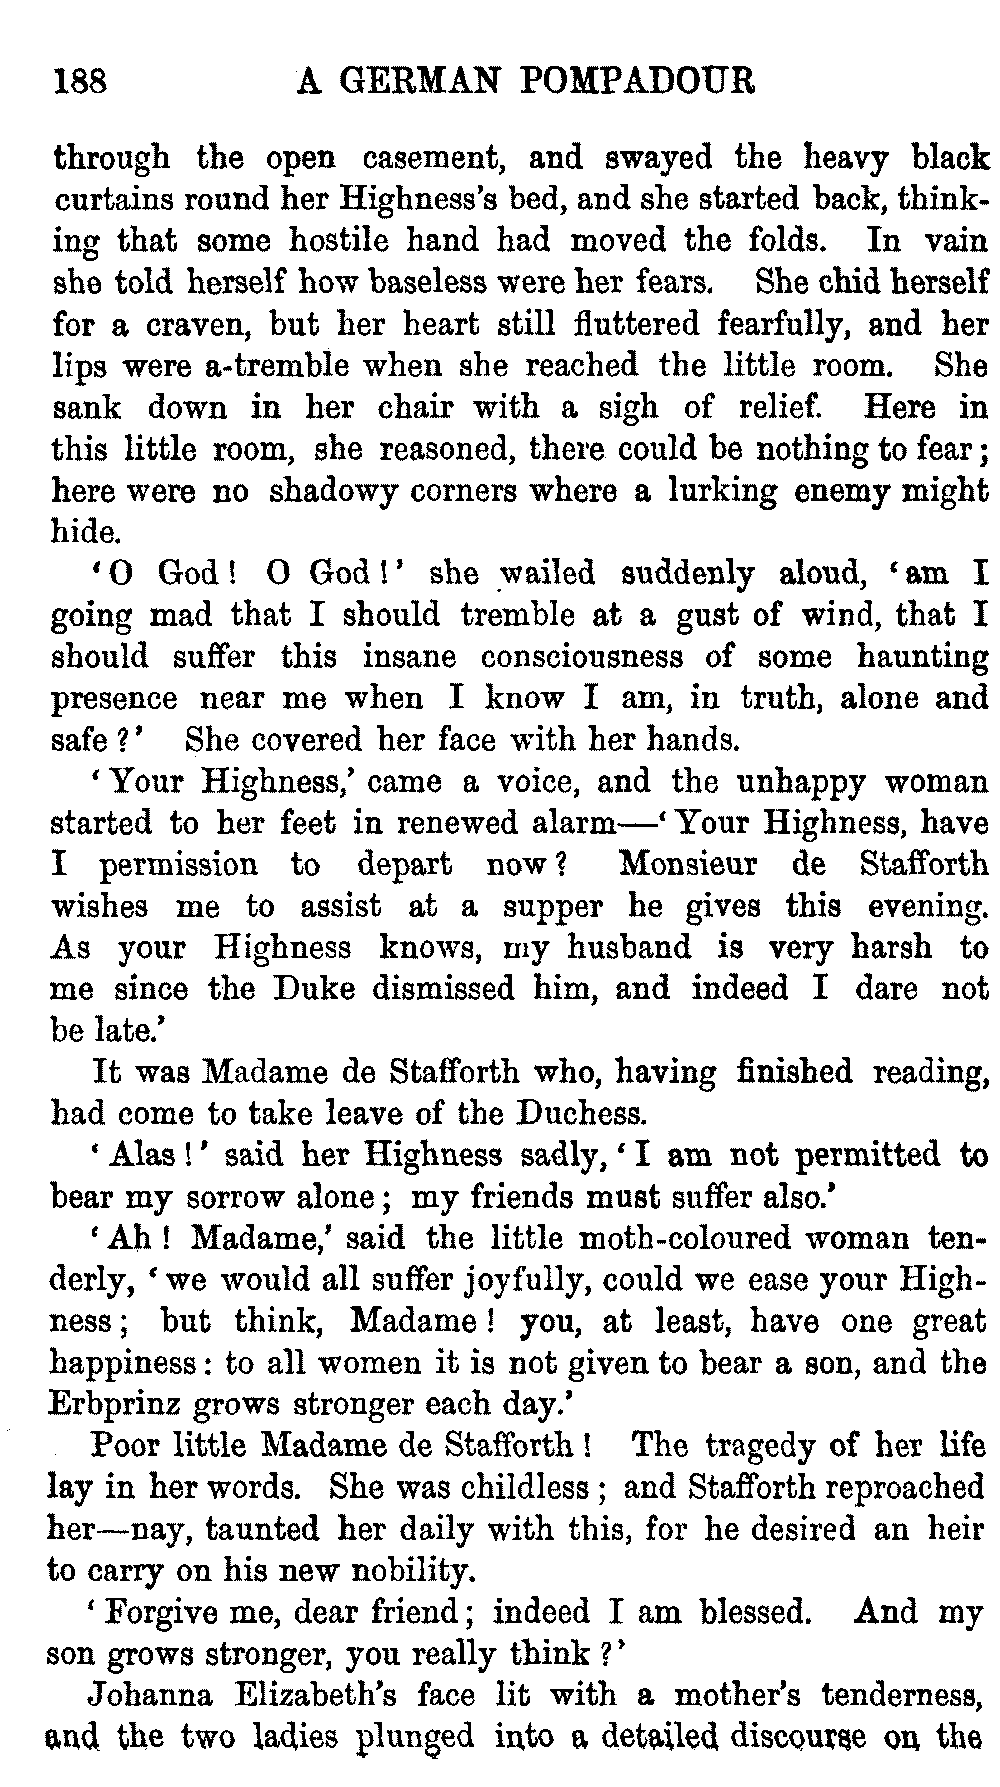 188 A GERMAN POMPADOUR
through the open casement, and swayed the heavy black
curtains round her Highness's bed, and she started back, think-
ing that some hostile hand had moved the folds. In vain
she told herself how baseless were her fears. She chid herself
for a craven, but her heart still fluttered fearfully, and her
lips were a-tremble when she reached the little room. She
sank down in her chair with a sigh of relief. Here in
this little room, she reasoned, there could be nothing to fear;
here were no shadowy corners where a lurking enemy might
hide.
'O God! O God!' she wailed suddenly aloud, 'am I
going mad that I should tremble at a gust of wind, that I
should suffer this insane consciousness of some haunting
presence near me when I know I am, in truth, alone and
safe?' She covered her face with her hands.
'Your Highness,' came a voice, and the unhappy woman
started to her feet in renewed alarm—'Your Highness, have
I permission to depart now? Monsieur de Stafforth
wishes me to assist at a supper he gives this evening.
As your Highness knows, my husband is very harsh to
me since the Duke dismissed him, and indeed I dare not
be late.'
It was Madame de Stafforth who, having finished reading,
had come to take leave of the Duchess.
'Alas!' said her Highness sadly, 'I am not permitted to
bear my sorrow alone; my friends must suffer also.'
'Ah! Madame,' said the little moth-coloured woman ten-
derly, 'we would all suffer joyfully, could we ease your High-
ness; but think, Madame! you, at least, have one great
happiness: to all women it is not given to bear a son, and the
Erbprinz grows stronger each day.'
Poor little Madame de Stafforth! The tragedy of her life
lay in her words. She was childless; and Stafforth reproached
her—nay, taunted her daily with this, for he desired an heir
to carry on his new nobility.
'Forgive me, dear friend; indeed I am blessed. And my
son grows stronger, you really think?'
Johanna Elizabeth's face lit with a mother's tenderness,
and the two ladies plunged into a detailed discourse on the